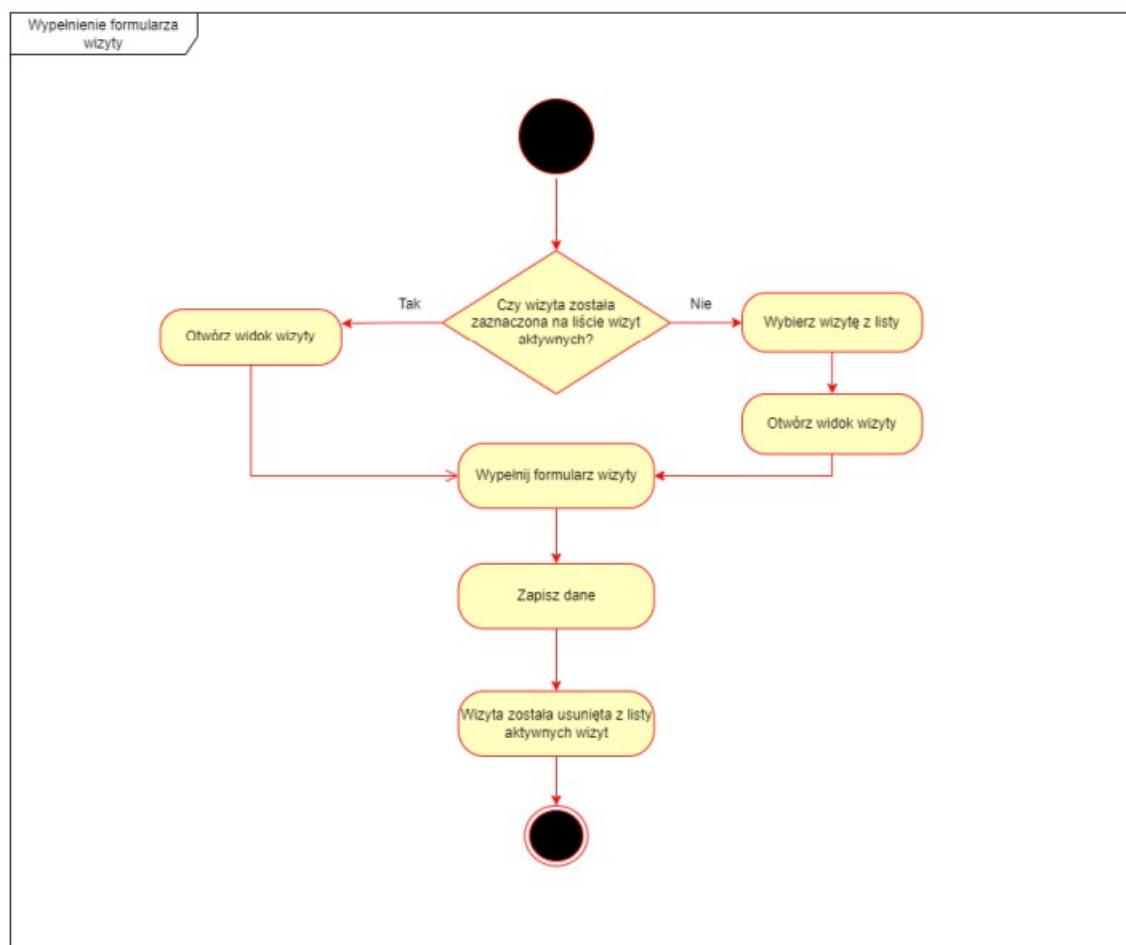 Wypełnienie formularza
wizyty
Czy wizyta została
zaznaczona na liście wizyt
aktywnych?
Tak
Nie
Otwórz widok wizyty
Wybierz wizytę z listy
Otwórz widok wizyty
Wypełnij formularz wizyty
Zapisz dane
Wizyta została usunięta z listy
aktywnych wizyt